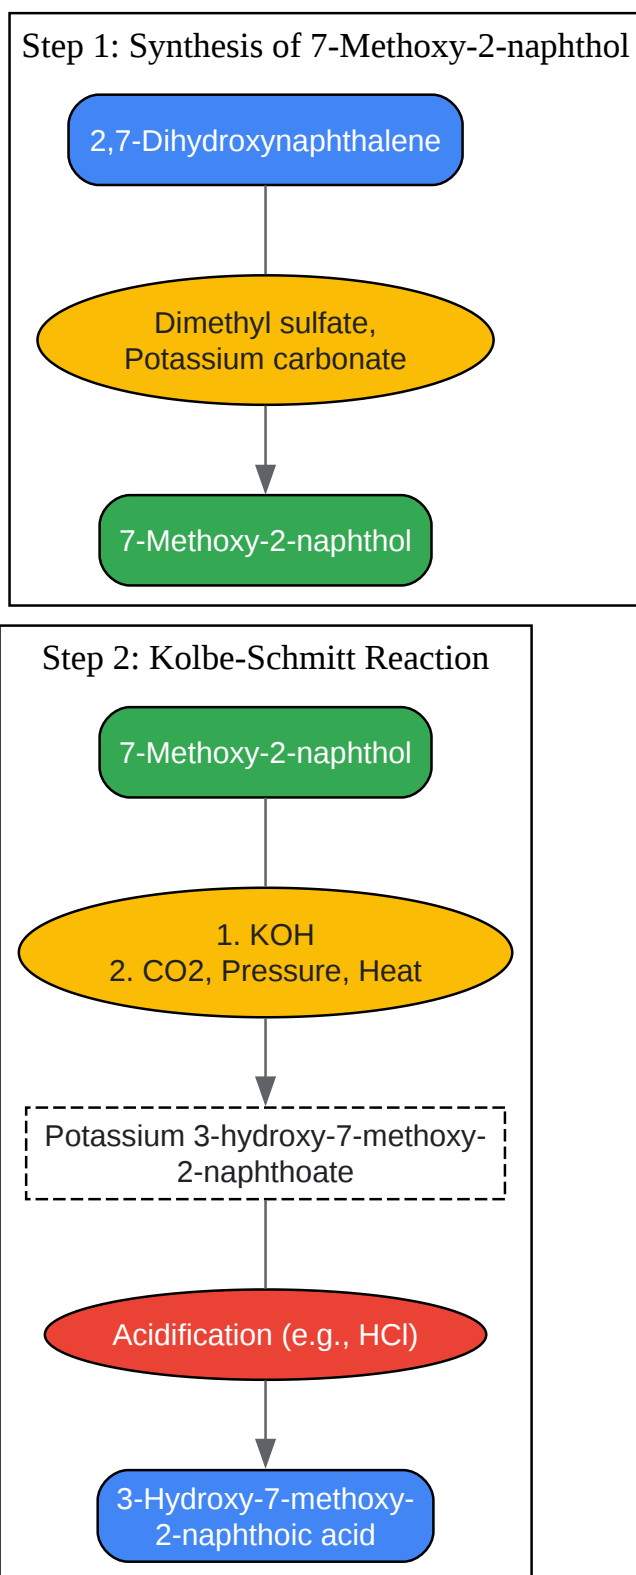 Step 1: Synthesis of 7-Methoxy-2-naphthol
2,7-Dihydroxynaphthalene
Dimethyl sulfate,
Potassium carbonate
7-Methoxy-2-naphthol
Step 2: Kolbe-Schmitt Reaction
7-Methoxy-2-naphthol
1. KOH
2. CO2, Pressure, Heat
Potassium 3-hydroxy-7-methoxy-
2-naphthoate
Acidification (e.g., HCl)
3-Hydroxy-7-methoxy-
2-naphthoic acid